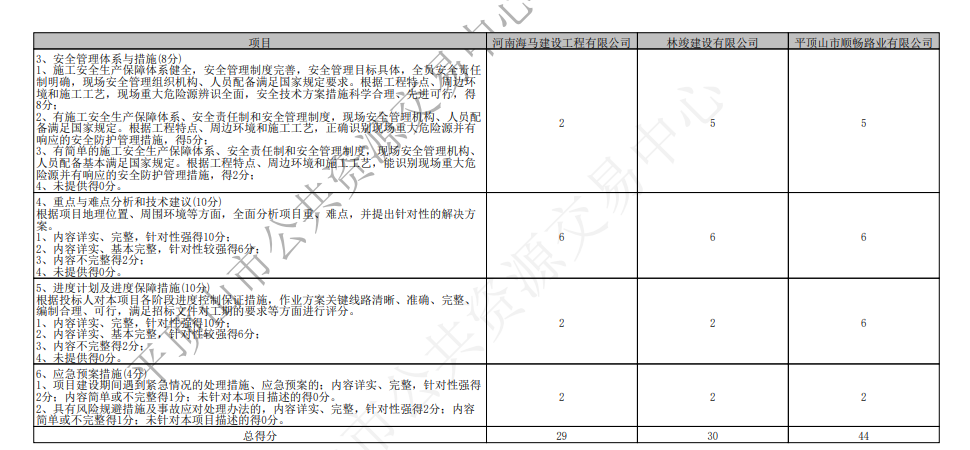 项目 河南海马建设工程有限公司 林竣建设有限公司 平顶山市顺畅路业有限公司
3、安全管理体系与措施(8分)
1、施工安全生产保障体系健全，安全管理制度完善，安全管理目标具体，全员安全责任
制明确，现场安全管理组织机构、人员配备满足国家规定要求。根据工程特点、周边环
境和施工工艺，现场重大危险源辨识全面，安全技术方案措施科学合理、先进可行，得
8分；
2、有施工安全生产保障体系、安全责任制和安全管理制度，现场安全管理机构、人员配
备满足国家规定。根据工程特点、周边环境和施工工艺，正确识别现场重大危险源并有
响应的安全防护管理措施，得5分；
3、有简单的施工安全生产保障体系、安全责任制和安全管理制度，现场安全管理机构、
人员配备基本满足国家规定。根据工程特点、周边环境和施工工艺，能识别现场重大危
险源并有响应的安全防护管理措施，得2分；
4、未提供得0分。
2 5 5
4、重点与难点分析和技术建议(10分)
根据项目地理位置、周围环境等方面，全面分析项目重、难点，并提出针对性的解决方
案。
1、内容详实、完整，针对性强得10分；
2、内容详实、基本完整，针对性较强得6分；
3、内容不完整得2分；
4、未提供得0分。
6 6 6
5、进度计划及进度保障措施(10分)
根据投标人对本项目各阶段进度控制保证措施，作业方案关键线路清晰、准确、完整、
编制合理、可行，满足招标文件对工期的要求等方面进行评分。
1、内容详实、完整，针对性强得10分；
2、内容详实、基本完整，针对性较强得6分；
3、内容不完整得2分；
4、未提供得0分。
2 2 6
6、应急预案措施(4分)
1、项目建设期间遇到紧急情况的处理措施、应急预案的：内容详实、完整，针对性强得
2分；内容简单或不完整得1分；未针对本项目描述的得0分。
2、具有风险规避措施及事故应对处理办法的，内容详实、完整，针对性强得2分；内容
简单或不完整得1分；未针对本项目描述的得0分。
2 2 2
总得分 29 30 44
平顶山市公共资源交易中心
市公共资源交易中心